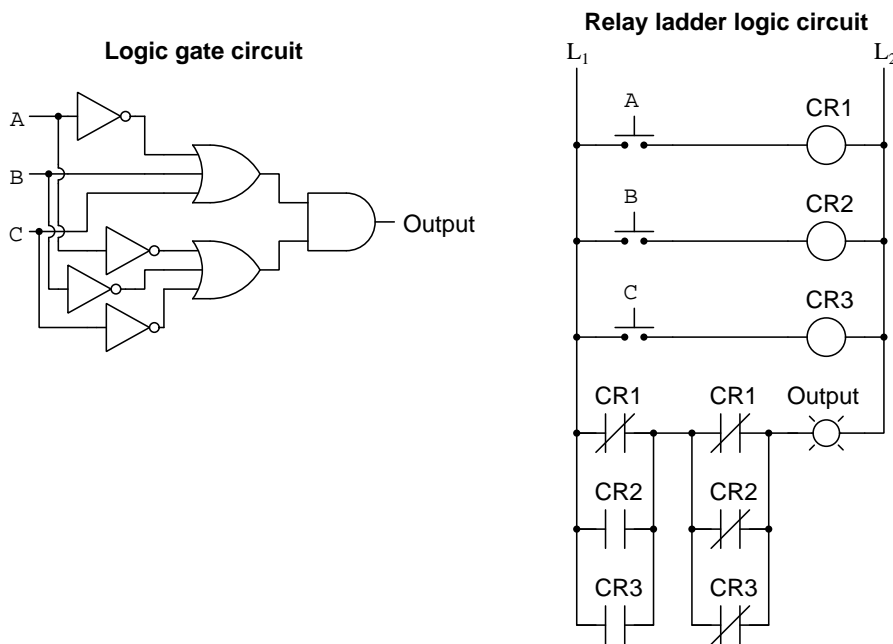 Relay ladder logic circuit
Logic gate circuit
L1 L2
A CR1
A
B
B CR2
C
Output
C CR3
CR1 CR1 Output
CR2 CR2
CR3 CR3